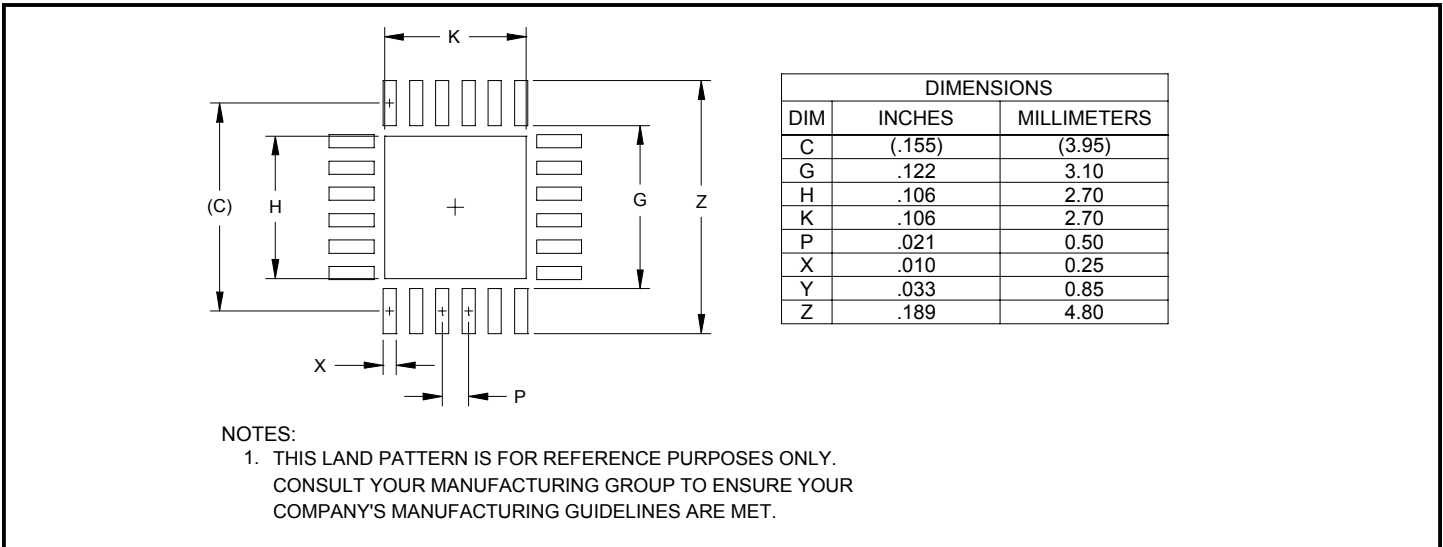 K
(C)
H
G
Z
X
P
DIMENSIONS
DIM INCHES MILLIMETERS
C (.155) (3.95)
G .122 3.10
H .106 2.70
K .106 2.70
P .021 0.50
X .010 0.25
Y .033 0.85
Z .189 4.80
NOTES:
1. THIS LAND PATTERN IS FOR REFERENCE PURPOSES ONLY.
CONSULT YOUR MANUFACTURING GROUP TO ENSURE YOUR
COMPANY'S MANUFACTURING GUIDELINES ARE MET.